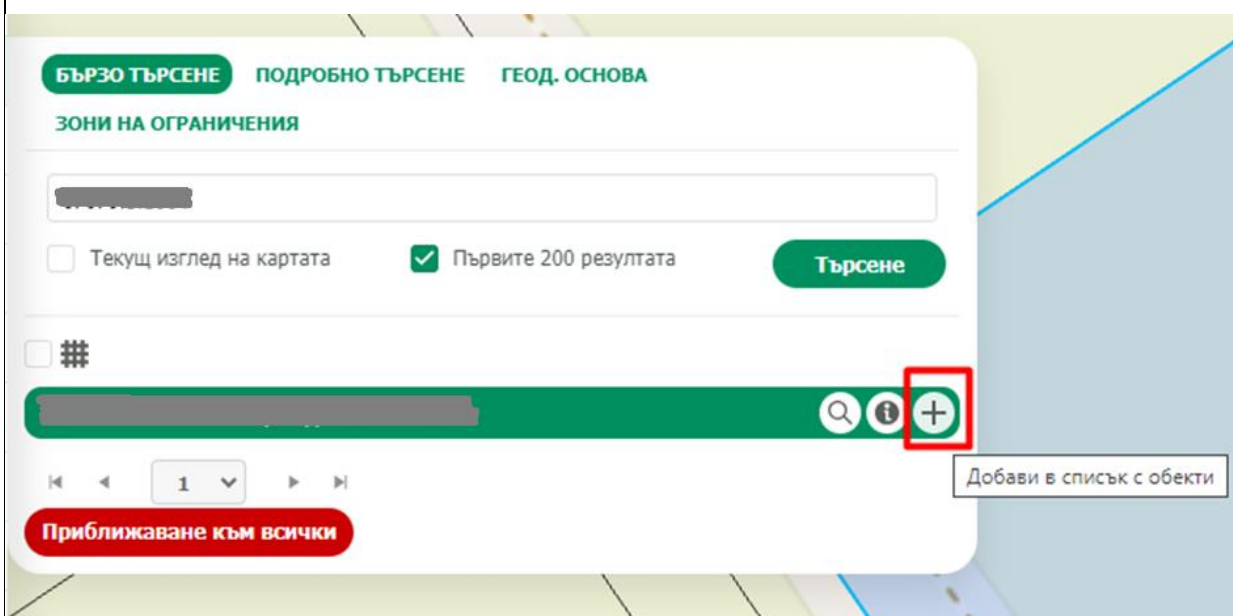 БЪРЗО ТЪРСЕНЕ ПОДРОБНО ТЪРСЕНЕ ГЕОД. ОСНОВА
ЗОНИ НА ОГРАНИЧЕНИЯ
Текущ изглед на картата Първите 200 резултата Търсене
Добави в списък с обекти
1
Приближаване към всички